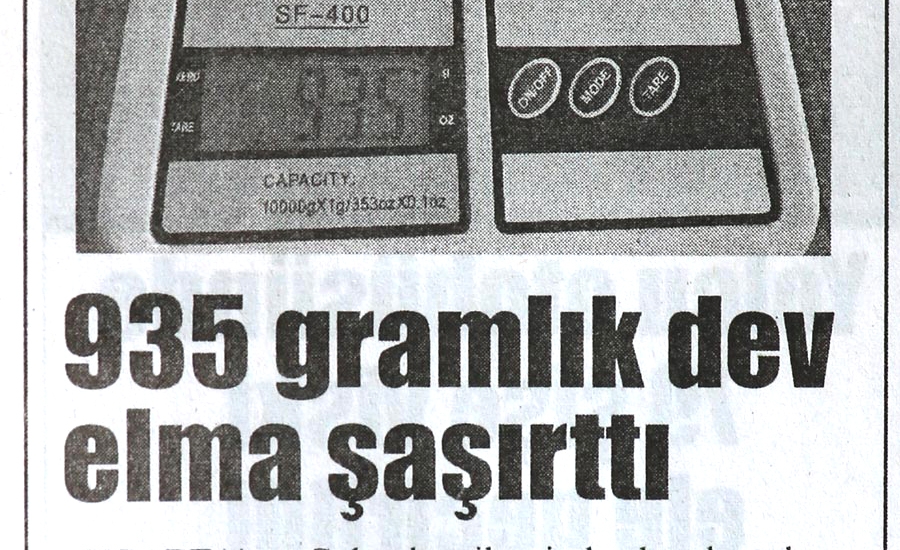 SF-400
ZERO
g
935
TARE
OZ
ON/OFF MODE TARE
CAPACITY:
10000gX1g/353ozX0.1oz
935 gramlık dev
elma şaşırttı